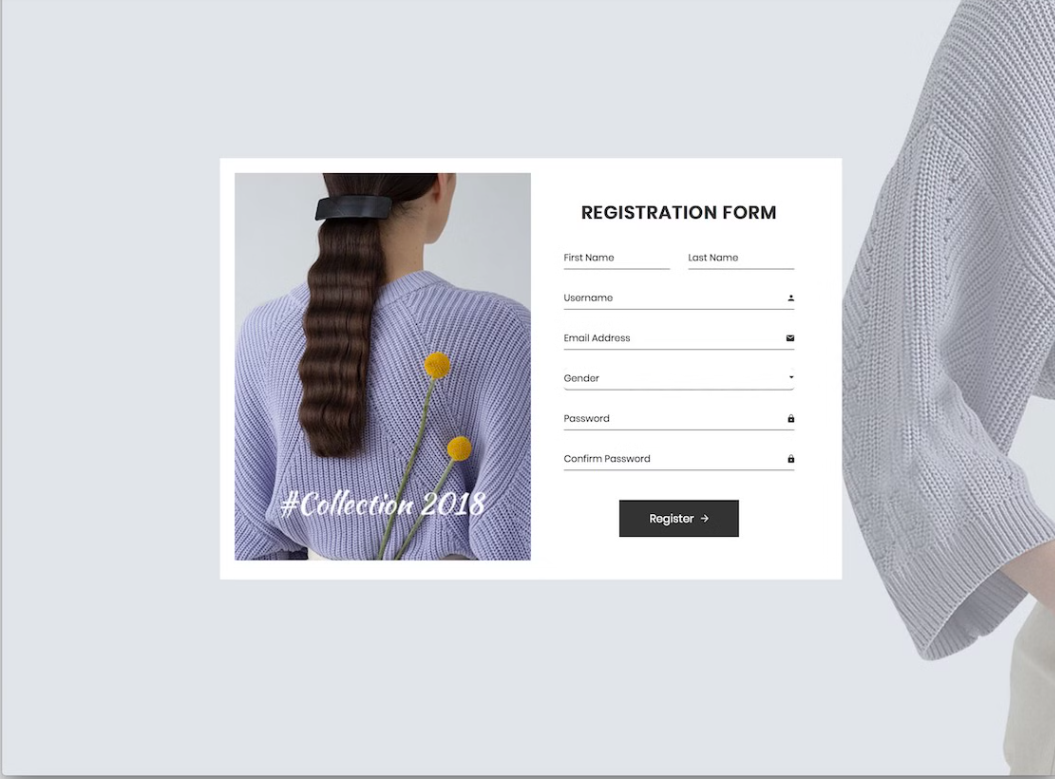 REGISTRATION FORM
First Name Last Name
Username
Email Address
Gender
Password
Confirm Password
Register →
#Collection 2018